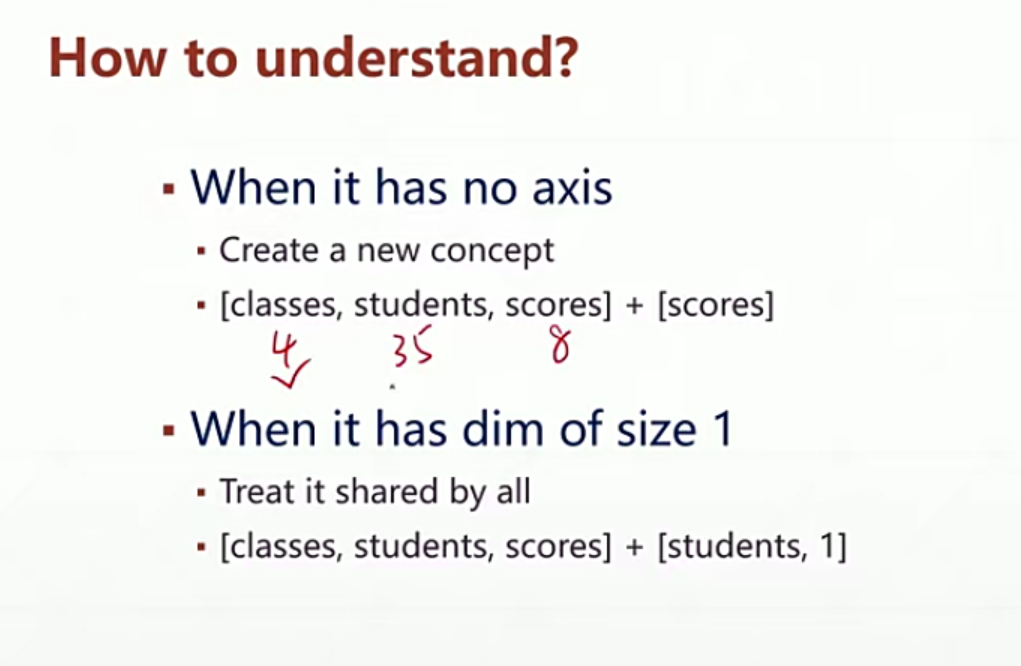 How to understand?
▪ When it has no axis
▪ Create a new concept
▪ [classes, students, scores] + [scores]
4 35 8
▪ When it has dim of size 1
▪ Treat it shared by all
▪ [classes, students, scores] + [students, 1]